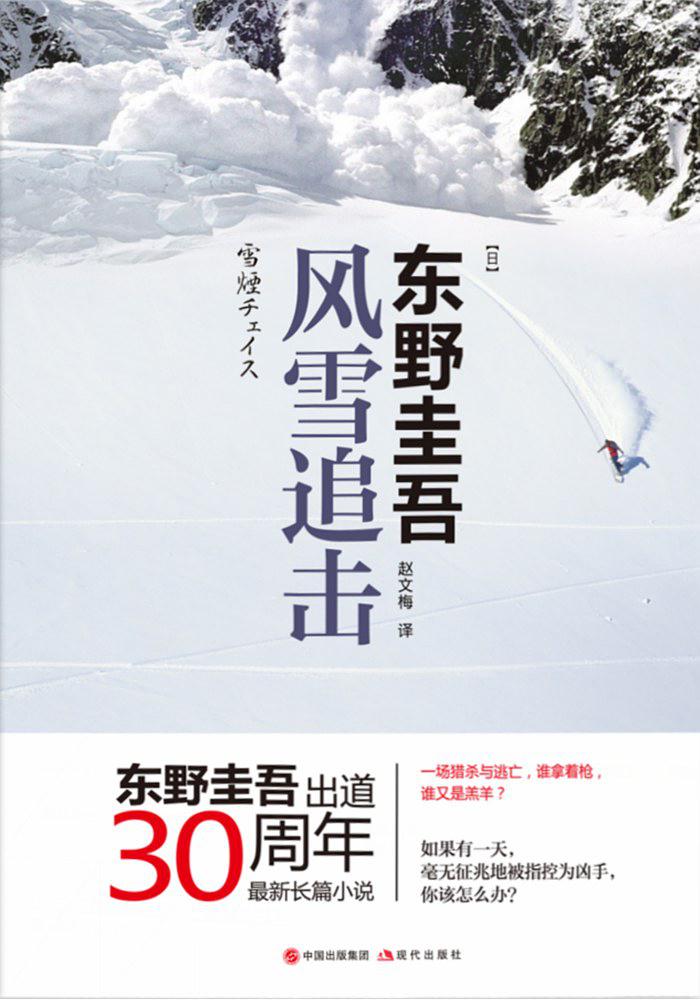 【日】
东野圭吾
赵文梅 译
风雪追击
雪煙チェイス
东野圭吾 出道
30周年
最新长篇小说
一场猎杀与逃亡，谁拿着枪，
谁又是羔羊？
如果有一天，
毫无征兆地被指控为凶手，
你该怎么办？
中国出版集团 现代出版社